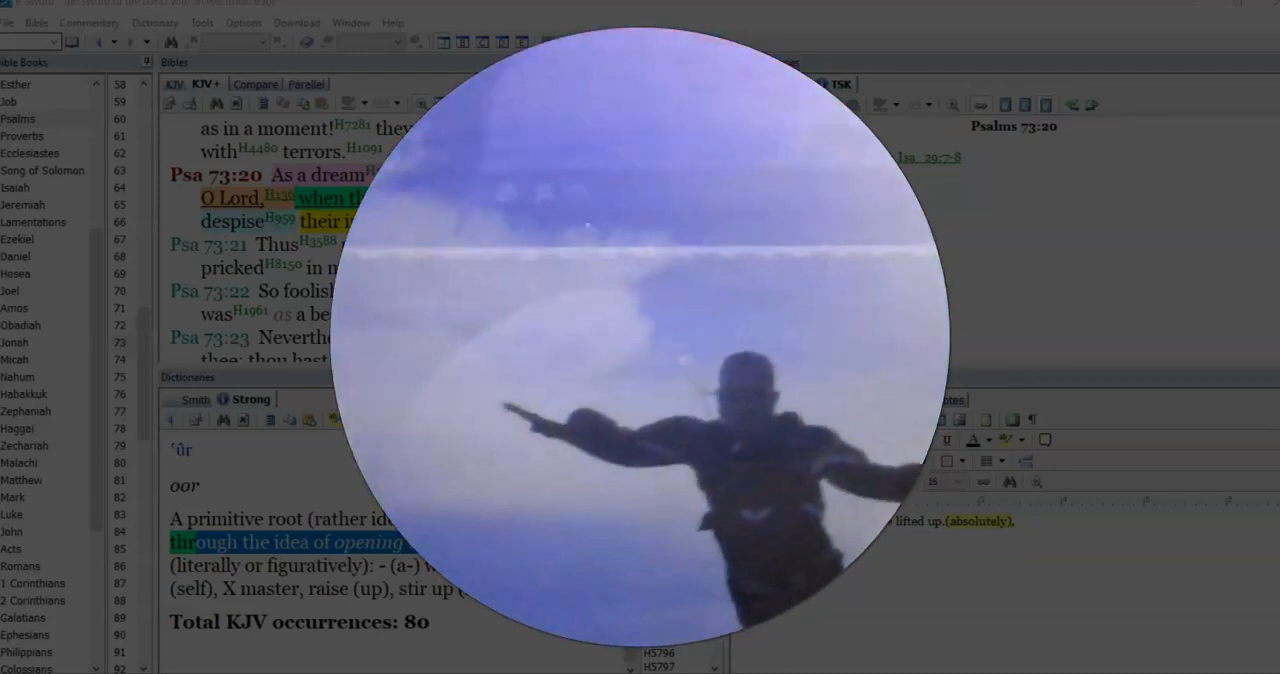 File Bible Commentary Dictionary Tools Options Download Window Help
Bible Books
Esther
Job
Psalms
Proverbs
Ecclesiastes
Song of Solomon
Isaiah
Jeremiah
Lamentations
Ezekiel
Daniel
Hosea
Joel
Amos
Obadiah
Jonah
Micah
Nahum
Habakkuk
Zephaniah
Haggai
Zechariah
Malachi
Matthew
Mark
Luke
John
Acts
Romans
1 Corinthians
2 Corinthians
Galatians
Ephesians
Philippians
Colossians
58
59
60
61
62
63
64
65
66
67
68
69
70
71
72
73
74
75
76
77
78
79
80
81
82
83
84
85
86
87
88
89
90
91
92
Bibles
KJV KJV+ Compare Parallel
as in a moment!H7281 they
withH4480 terrors.H1091
Psa 73:20 As a dream
O Lord,H136 when
despiseH959 their
Psa 73:21 ThusH3588
prickedH8150 in
Psa 73:22 So foolish
wasH1961 as a
Psa 73:23
thee: thou hast
Dictionaries
Smith Strong
‛ûr
oor
A primitive root (rather
through the idea of opening
(literally or figuratively): - (a-)
(self), X master, raise (up), stir up
Total KJV occurrences: 80
H5796
H5797
TSK
Psalms 73:20
Isa_29:7-8
16
lifted up.(absolutely),